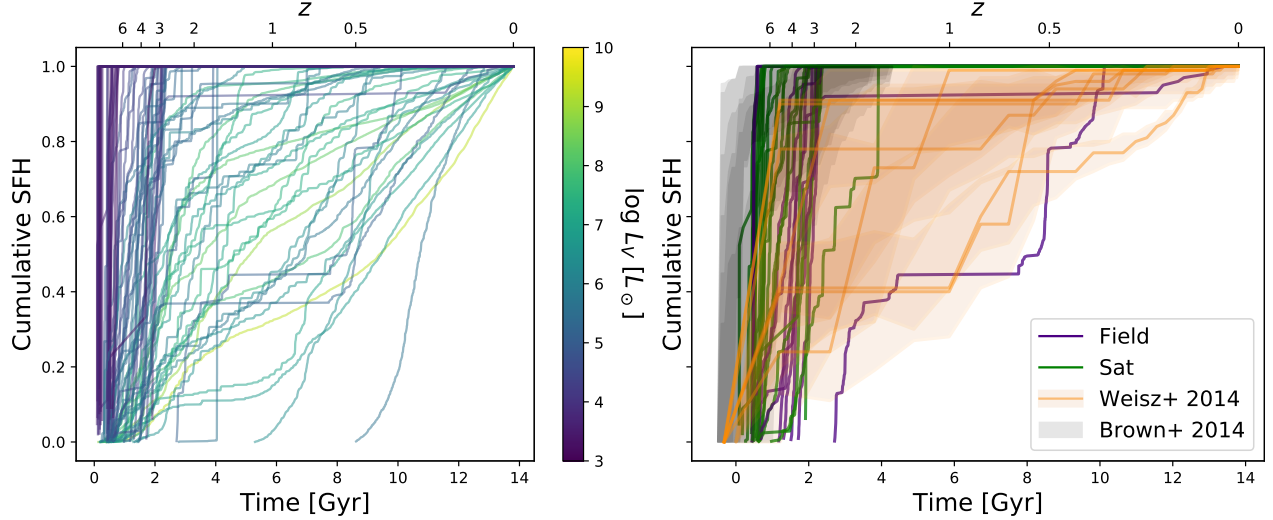 z
6 4 3 2 1 0.5 0
1.0
0.8
0.6
0.4
0.2
0.0
Cumulative SFH
0 2 4 6 8 10 12 14
Time [Gyr]
10
9
8
7
6
5
4
3
log L_V [L_⊙]
z
6 4 3 2 1 0.5 0
Cumulative SFH
Field
Sat
Weisz+ 2014
Brown+ 2014
0 2 4 6 8 10 12 14
Time [Gyr]